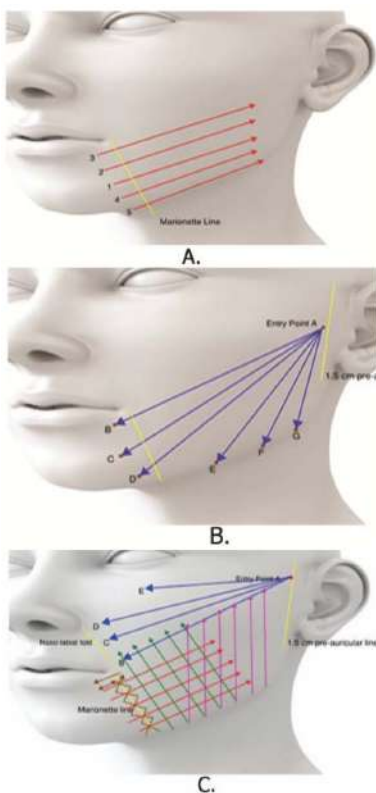 3
2
1
4
5
Marionette Line
A.
Entry Point A
1.5 cm pre-a
B
C
D
E
F
G
B.
Entry Point A
E
D
Naso labial fold
C
1.5 cm pre-auricular line
B
Marionette line
C.